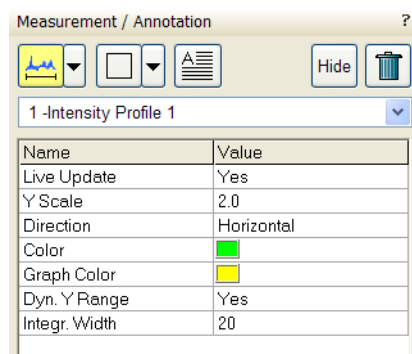 Measurement / Annotation ?
A
Hide
1 -Intensity Profile 1
Name Value
Live Update Yes
Y Scale 2.0
Direction Horizontal
Color
Graph Color
Dyn. Y Range Yes
Integr. Width 20